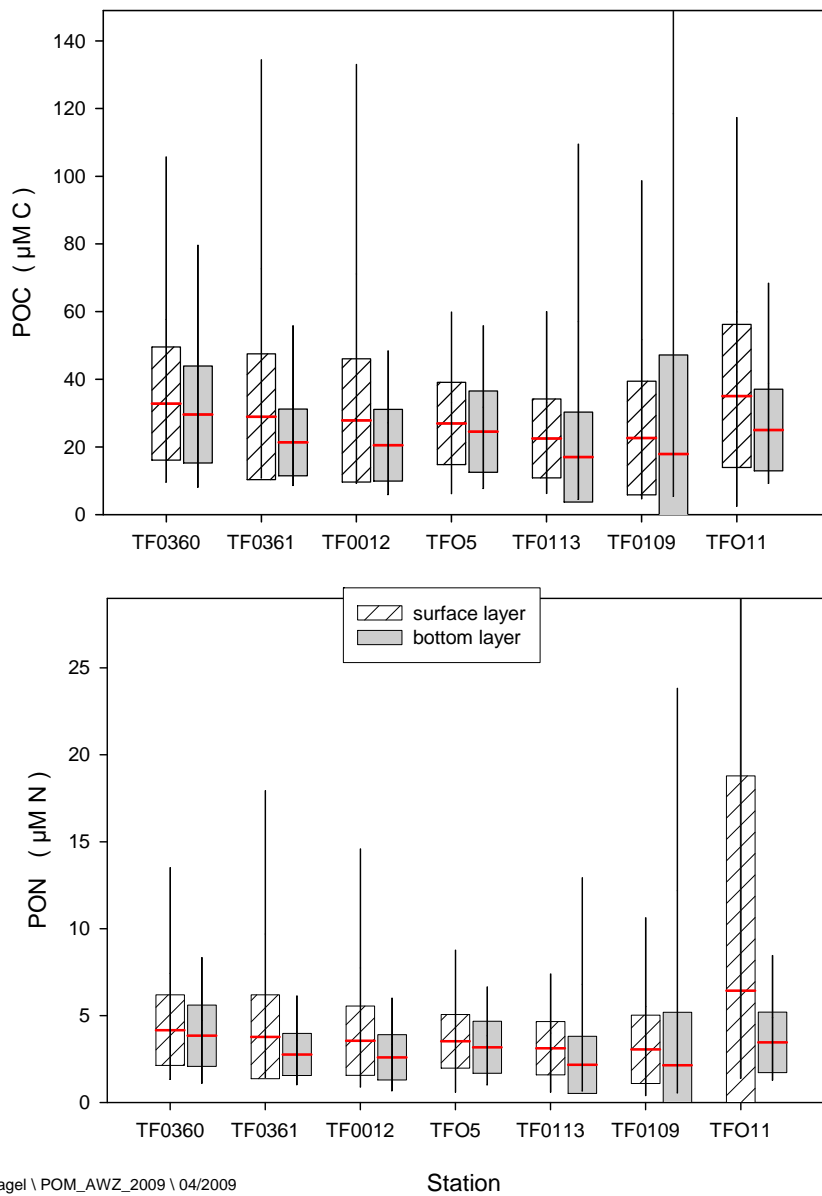 140
120
100
80
60
40
20
0
POC ( µM C )
TF0360 TF0361 TF0012 TFO5 TF0113 TF0109 TFO11
surface layer
bottom layer
25
20
15
10
5
0
PON ( µM N )
TF0360 TF0361 TF0012 TFO5 TF0113 TF0109 TFO11
Station
agel \ POM_AWZ_2009 \ 04/2009